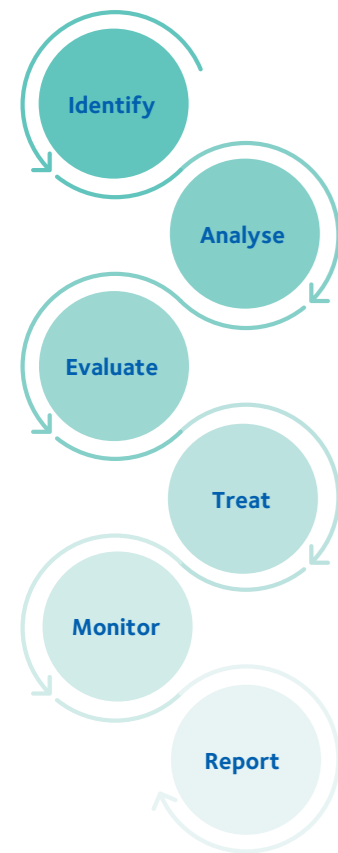 Identify
Analyse
Evaluate
Treat
Monitor
Report